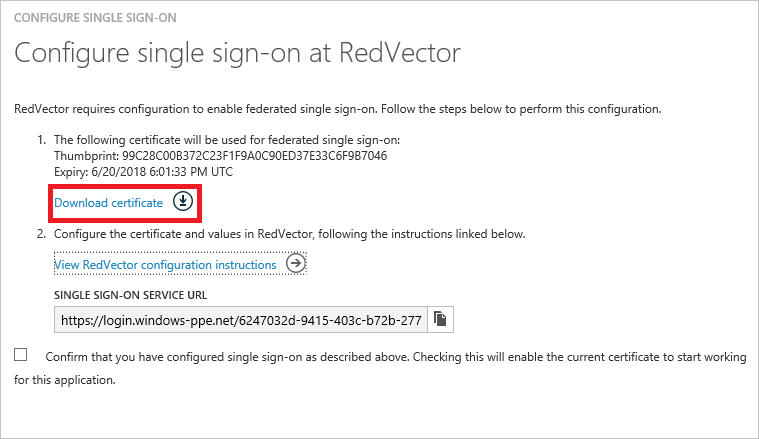 CONFIGURE SINGLE SIGN-ON
Configure single sign-on at RedVector
RedVector requires configuration to enable federated single sign-on. Follow the steps below to perform this configuration.
1. The following certificate will be used for federated single sign-on:
Thumbprint: 99C28C00B372C23F1F9A0C90ED37E33C6F9B7046
Expiry: 6/20/2018 6:01:33 PM UTC
Download certificate
2. Configure the certificate and values in RedVector, following the instructions linked below.
View RedVector configuration instructions
SINGLE SIGN-ON SERVICE URL
https://login.windows-ppe.net/6247032d-9415-403c-b72b-277
Confirm that you have configured single sign-on as described above. Checking this will enable the current certificate to start working
for this application.